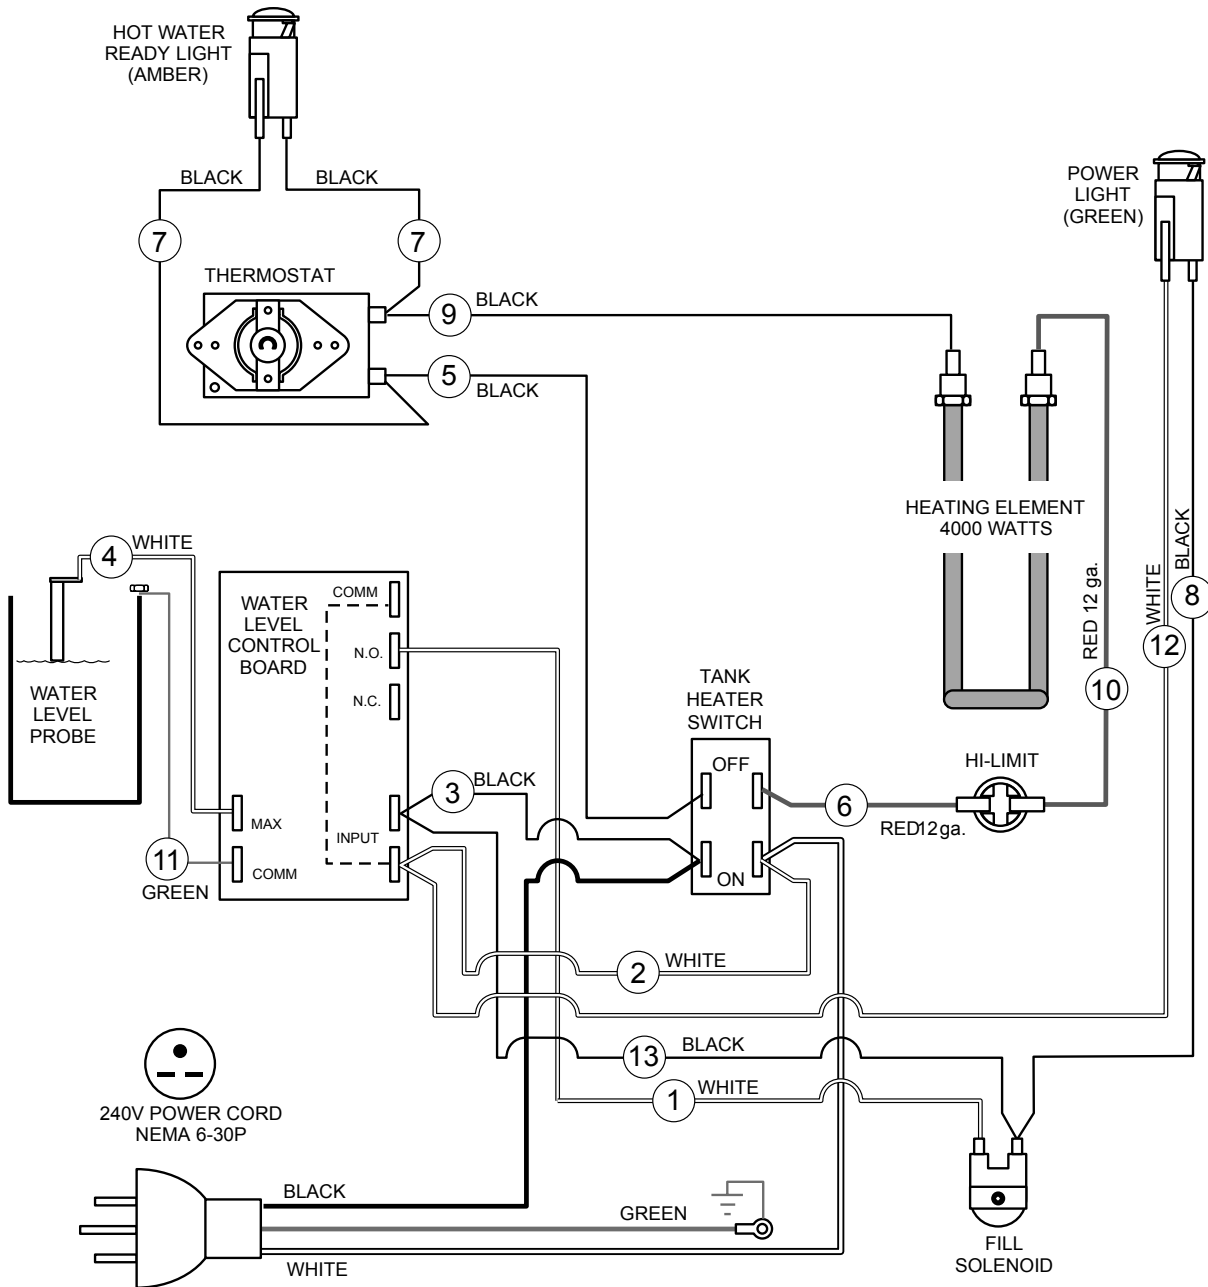 HOT WATER
READY LIGHT
(AMBER)
BLACK
BLACK
7
7
POWER
LIGHT
(GREEN)
THERMOSTAT
9
BLACK
5
BLACK
HEATING ELEMENT
4000 WATTS
RED 12 ga.
10
WHITE
12
BLACK
8
4
WHITE
WATER
LEVEL
PROBE
11
GREEN
WATER
LEVEL
CONTROL
BOARD
COMM
N.O.
N.C.
INPUT
MAX
COMM
3
BLACK
TANK
HEATER
SWITCH
OFF
ON
6
RED12 ga.
HI-LIMIT
2
WHITE
13
BLACK
1
WHITE
240V POWER CORD
NEMA 6-30P
BLACK
GREEN
WHITE
FILL
SOLENOID